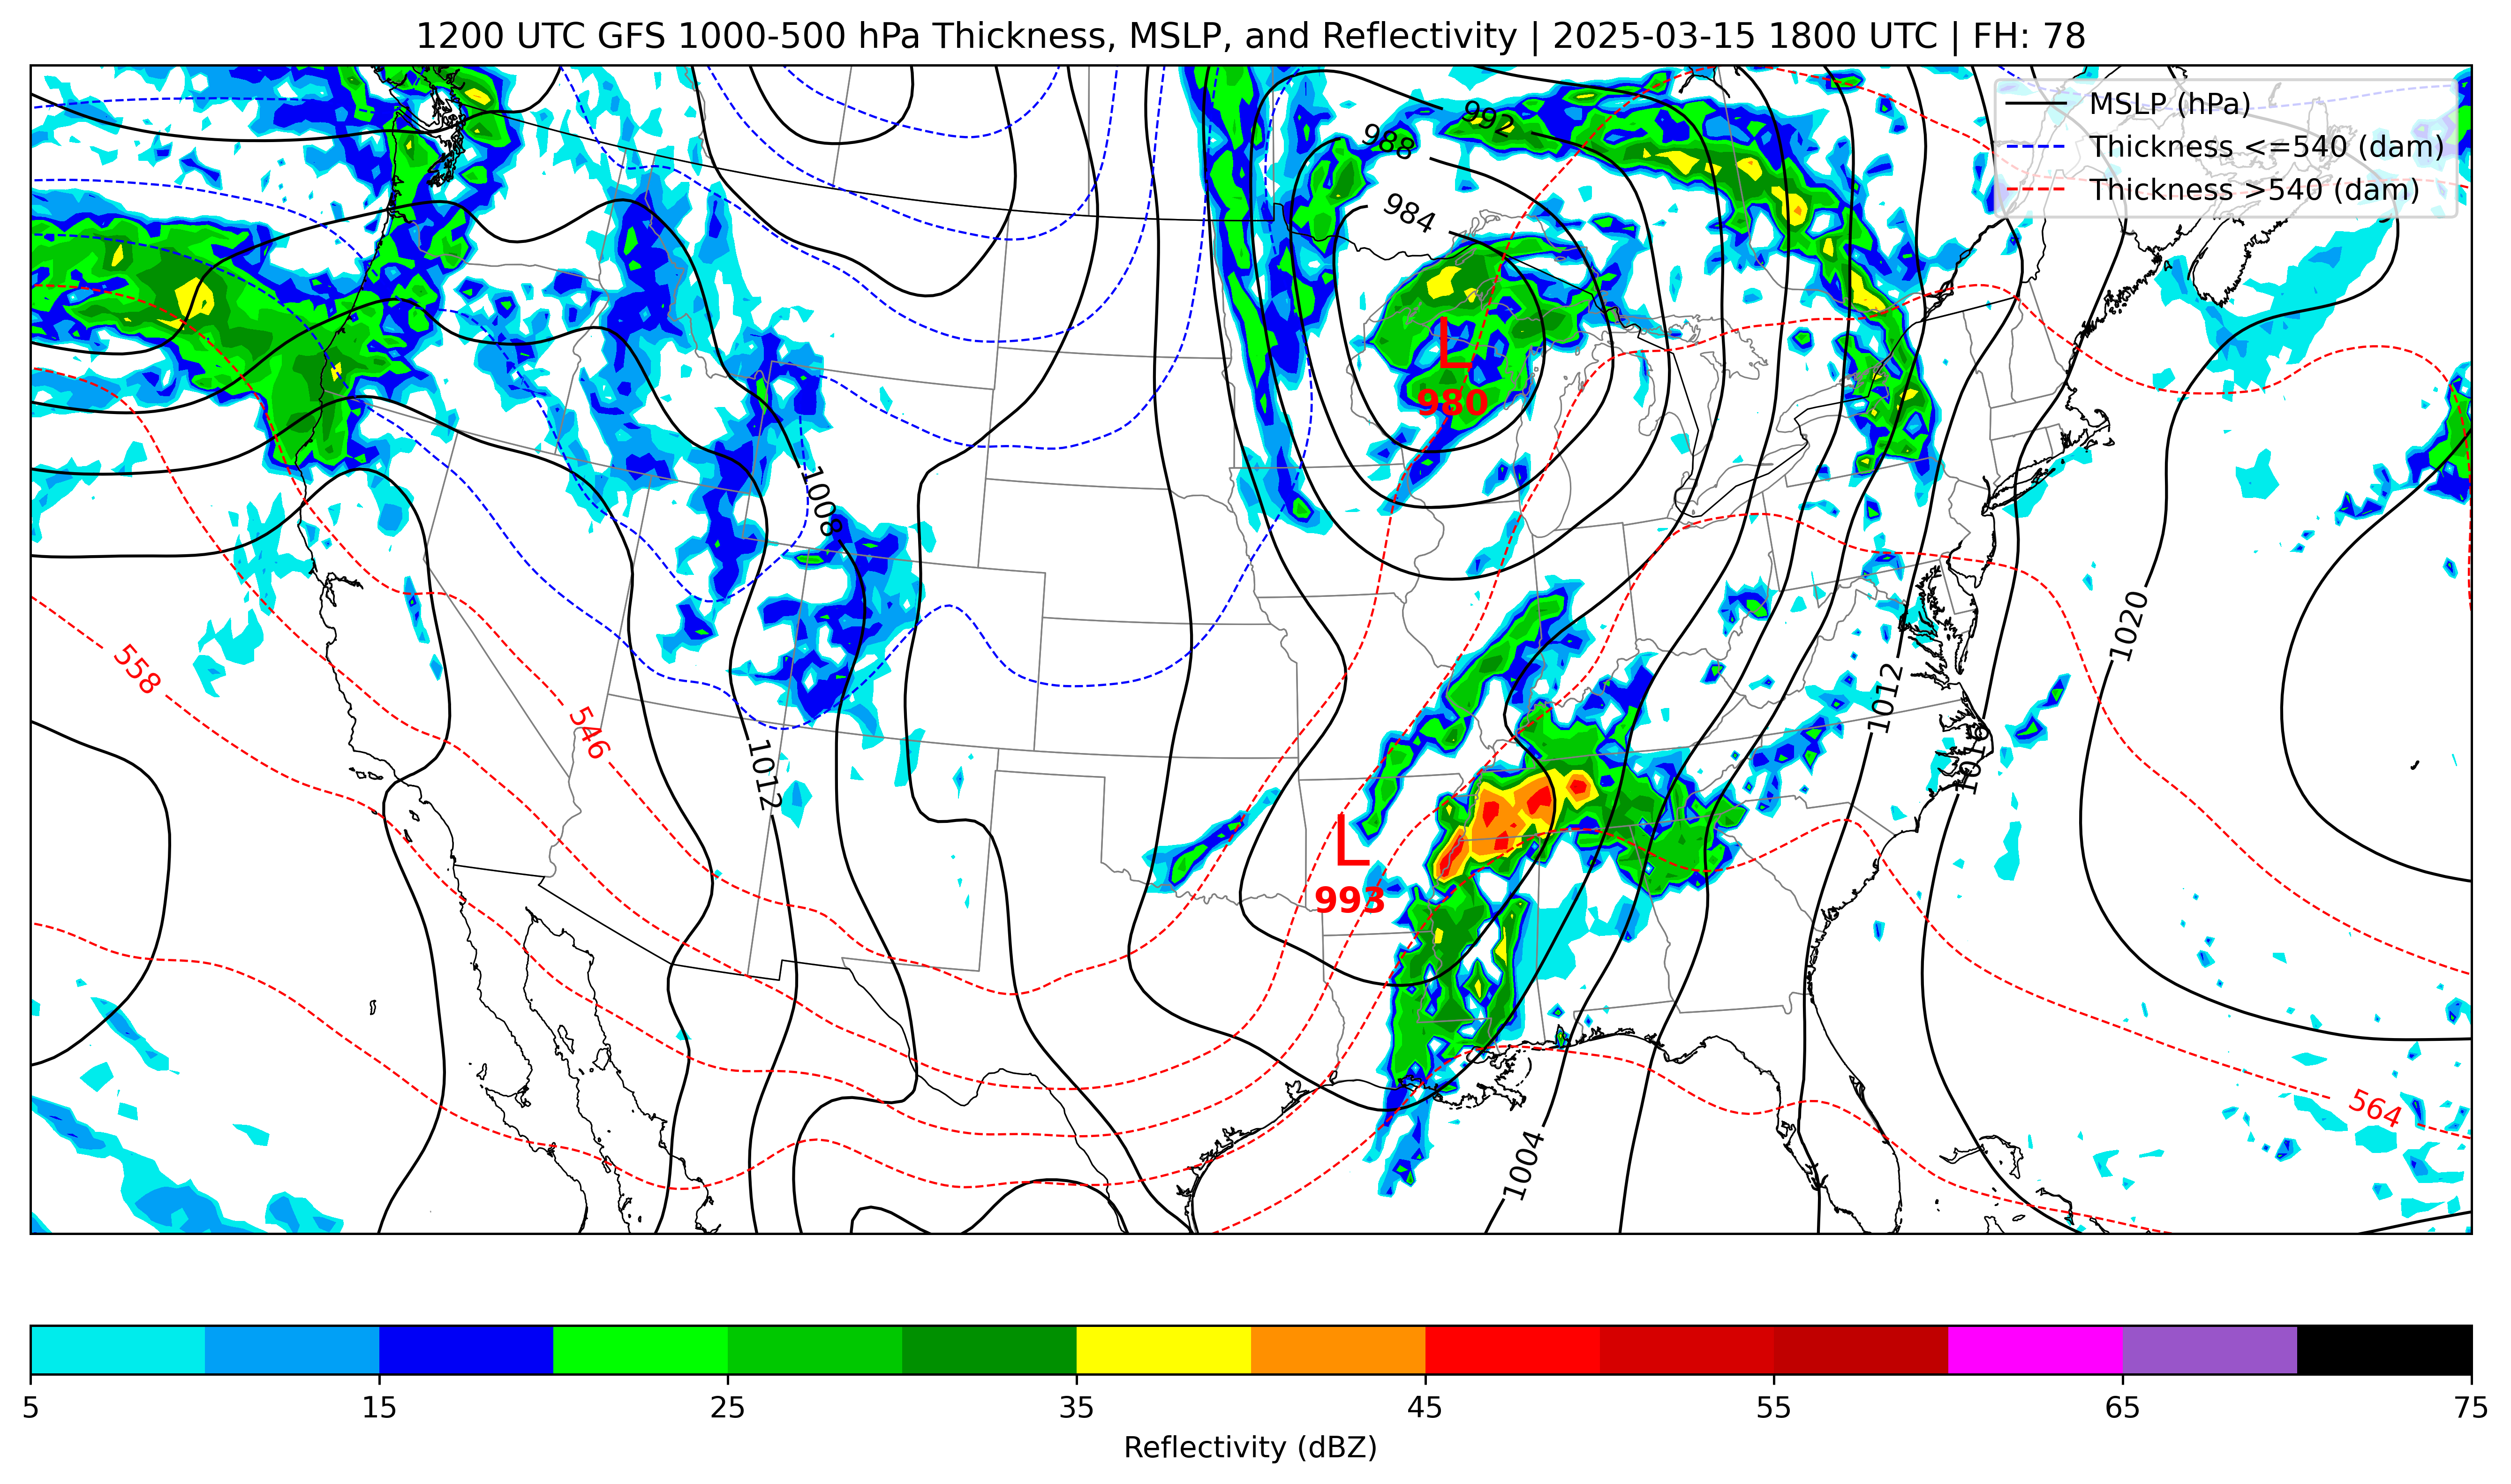 1200 UTC GFS 1000-500 hPa Thickness, MSLP, and Reflectivity | 2025-03-15 1800 UTC | FH: 78
MSLP (hPa)
Thickness <=540 (dam)
Thickness >540 (dam)
992
988
984
L
980
1008
1020
558
1012
546
1016
1012
L
993
564
1004
5 15 25 35 45 55 65 75
Reflectivity (dBZ)